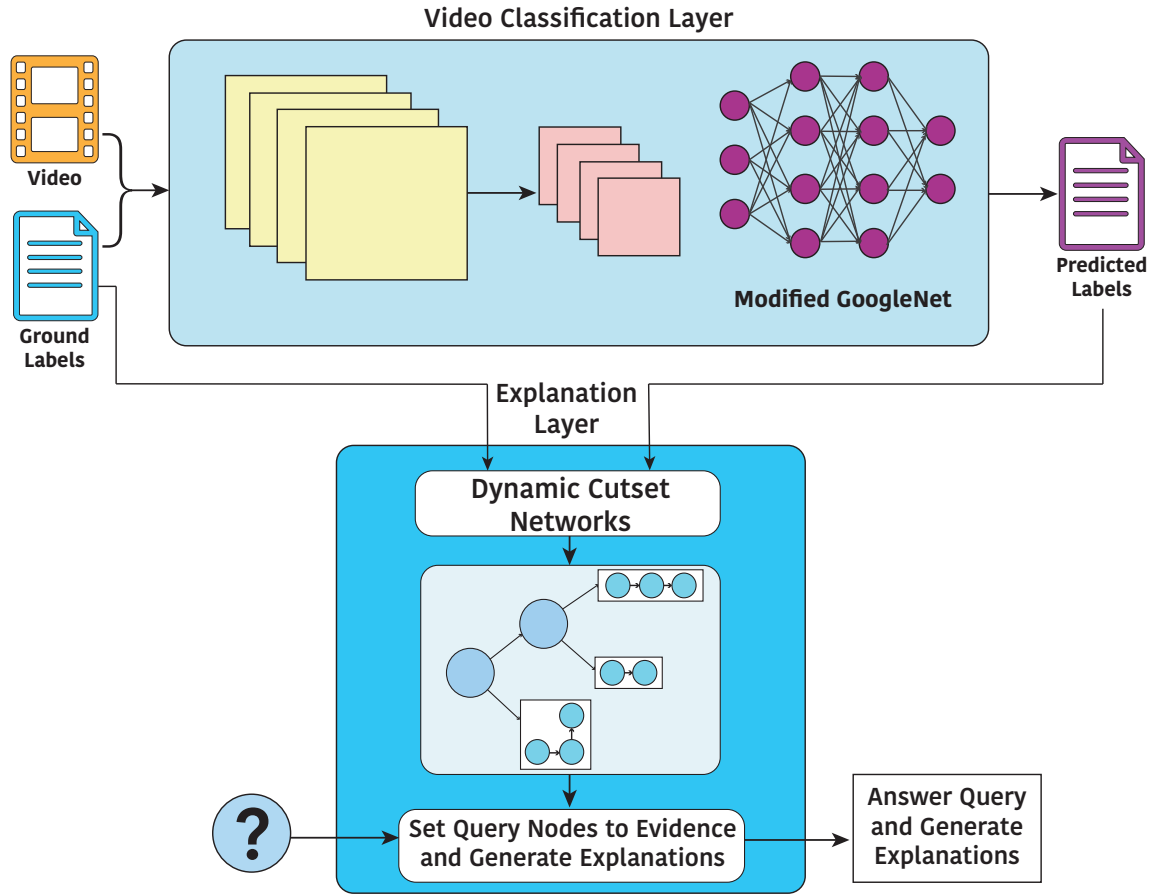 Video Classification Layer
Video
Ground
Labels
Modified GoogleNet
Predicted
Labels
Explanation
Layer
Dynamic Cutset
Networks
?
Set Query Nodes to Evidence
and Generate Explanations
Answer Query
and Generate
Explanations